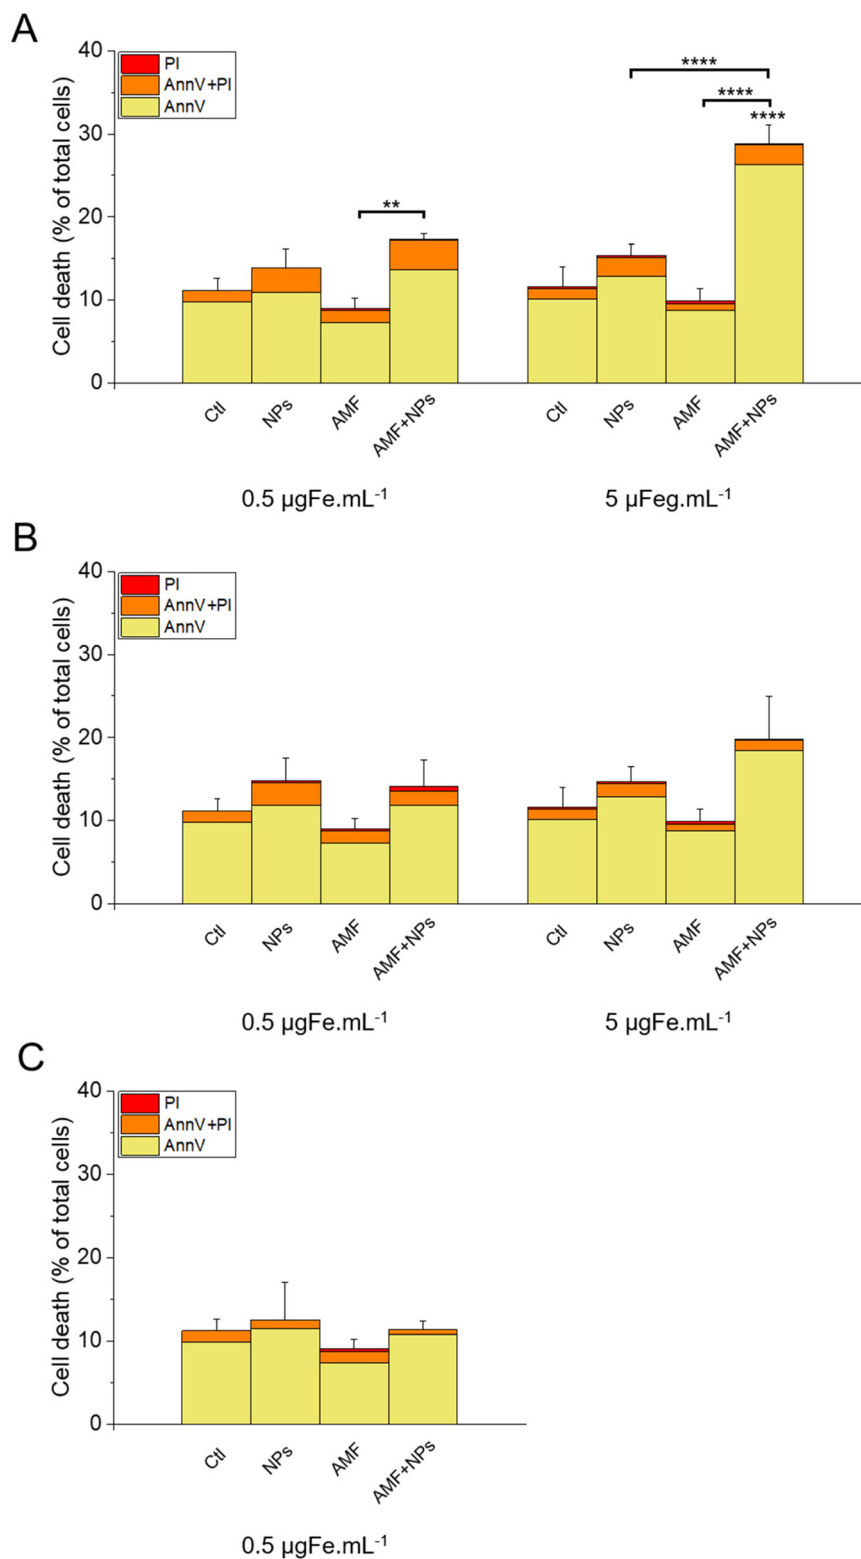 A
40
30
20
10
0
Cell death (% of total cells)
PI
AnnV+PI
AnnV
**
****
****
****
Ctl
NPs
AMF
AMF+NPs
Ctl
NPs
AMF
AMF+NPs
0.5 µgFe.mL⁻¹
5 µFeg.mL⁻¹
B
40
30
20
10
0
Cell death (% of total cells)
PI
AnnV+PI
AnnV
Ctl
NPs
AMF
AMF+NPs
Ctl
NPs
AMF
AMF+NPs
0.5 µgFe.mL⁻¹
5 µgFe.mL⁻¹
C
40
30
20
10
0
Cell death (% of total cells)
PI
AnnV+PI
AnnV
Ctl
NPs
AMF
AMF+NPs
0.5 µgFe.mL⁻¹